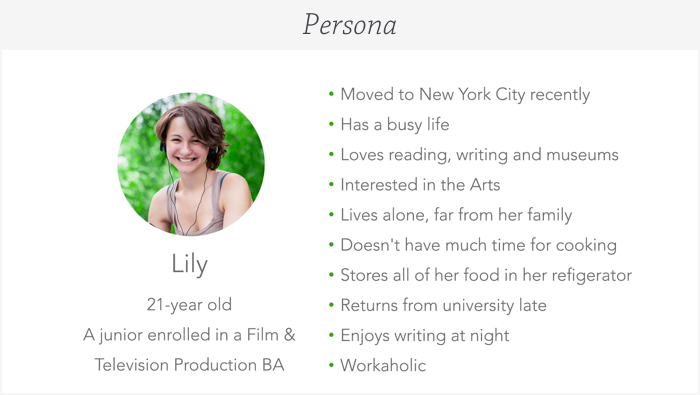 Persona
Lily
21-year old
A junior enrolled in a Film &
Television Production BA
• Moved to New York City recently
• Has a busy life
• Loves reading, writing and museums
• Interested in the Arts
• Lives alone, far from her family
• Doesn't have much time for cooking
• Stores all of her food in her refigerator
• Returns from university late
• Enjoys writing at night
• Workaholic